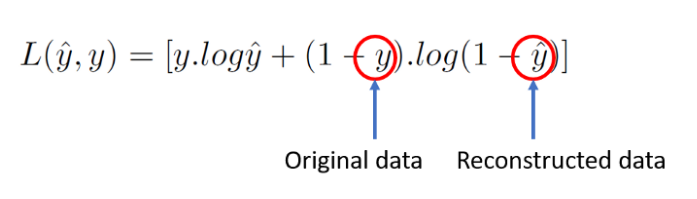 L(ŷ, y) = [y.logŷ + (1 − y).log(1 − ŷ)]
Original data Reconstructed data